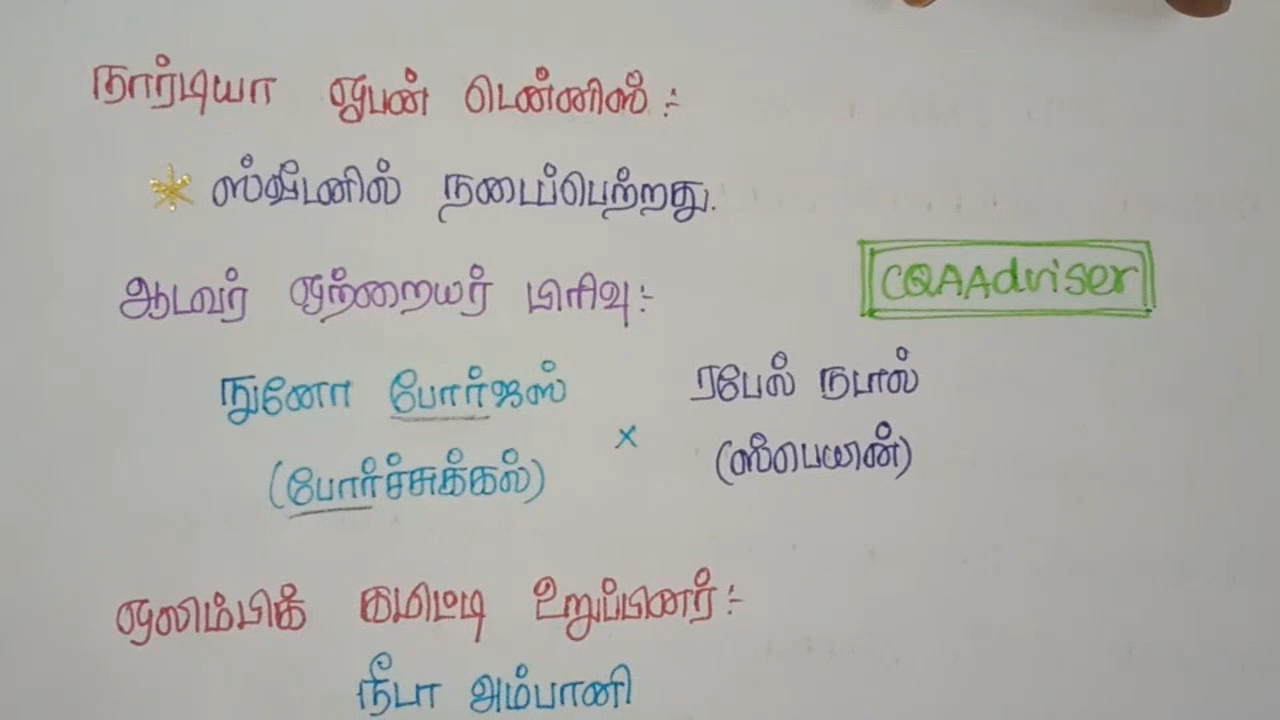 நார்டியா ஓபன் டென்னிஸ் :-
* ஸ்வீடனில் நடைப்பெற்றது.
ஆடவர் ஒற்றையர் பிரிவு :-
CQAAdviser
நுனோ போர்ஜஸ் × ரபேல் நடால்
(போர்ச்சுக்கல்) (ஸ்பெயின்)
ஒலிம்பிக் கமிட்டி உறுப்பினர் :-
நீடா அம்பானி